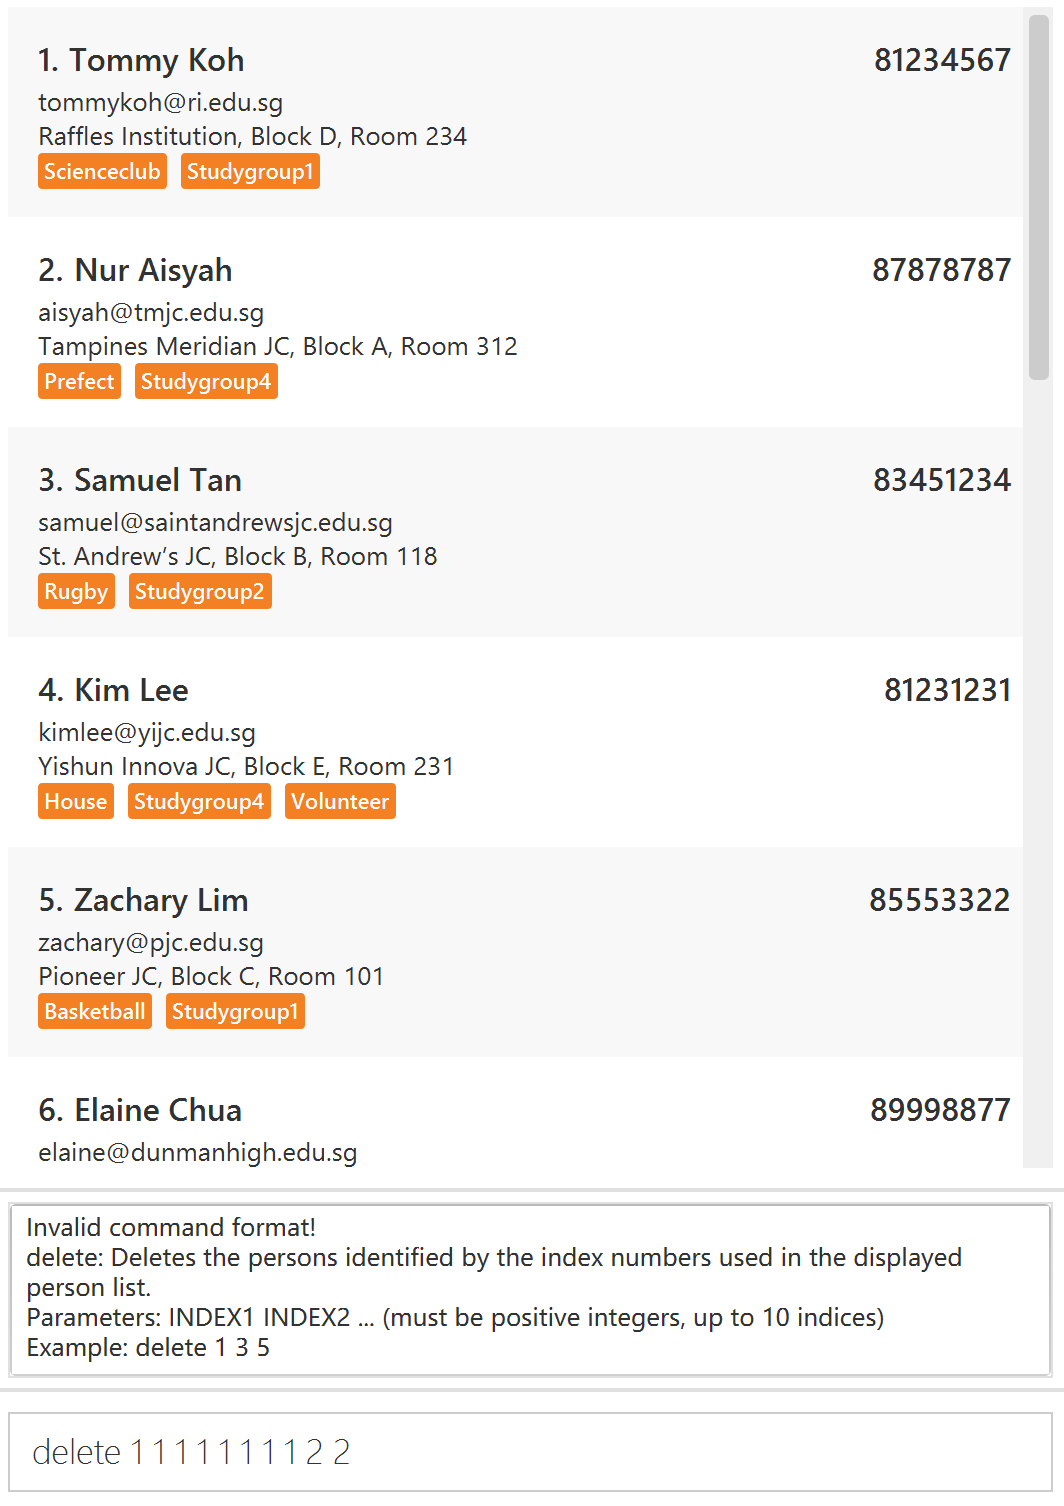 1. Tommy Koh 81234567
tommykoh@ri.edu.sg
Raffles Institution, Block D, Room 234
Scienceclub Studygroup1
2. Nur Aisyah 87878787
aisyah@tmjc.edu.sg
Tampines Meridian JC, Block A, Room 312
Prefect Studygroup4
3. Samuel Tan 83451234
samuel@saintandrewsjc.edu.sg
St. Andrew’s JC, Block B, Room 118
Rugby Studygroup2
4. Kim Lee 81231231
kimlee@yijc.edu.sg
Yishun Innova JC, Block E, Room 231
House Studygroup4 Volunteer
5. Zachary Lim 85553322
zachary@pjc.edu.sg
Pioneer JC, Block C, Room 101
Basketball Studygroup1
6. Elaine Chua 89998877
elaine@dunmanhigh.edu.sg
Invalid command format!
delete: Deletes the persons identified by the index numbers used in the displayed
person list.
Parameters: INDEX1 INDEX2 ... (must be positive integers, up to 10 indices)
Example: delete 1 3 5
delete 1 1 1 1 1 1 1 1 2 2